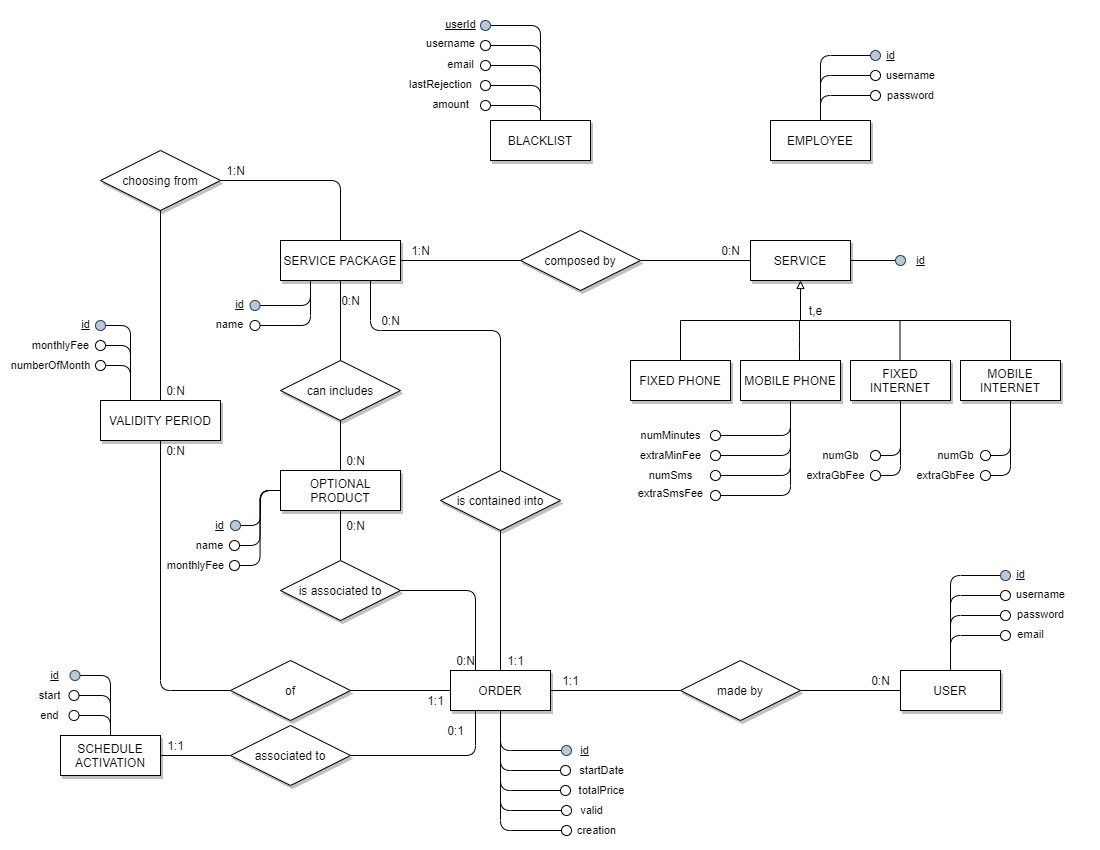 userId
username
email
lastRejection
amount
BLACKLIST
id
username
password
EMPLOYEE
choosing from
1:N
SERVICE PACKAGE
1:N
composed by
0:N
SERVICE
id
id
name
0:N
0:N
t,e
id
monthlyFee
numberOfMonth
0:N
VALIDITY PERIOD
0:N
can includes
FIXED PHONE
MOBILE PHONE
FIXED
INTERNET
MOBILE
INTERNET
numMinutes
extraMinFee
numSms
extraSmsFee
numGb
extraGbFee
numGb
extraGbFee
0:N
OPTIONAL
PRODUCT
0:N
id
name
monthlyFee
is contained into
is associated to
id
username
password
email
0:N
1:1
ORDER
1:1
made by
0:N
USER
of
1:1
0:1
id
start
end
SCHEDULE
ACTIVATION
1:1
associated to
id
startDate
totalPrice
valid
creation